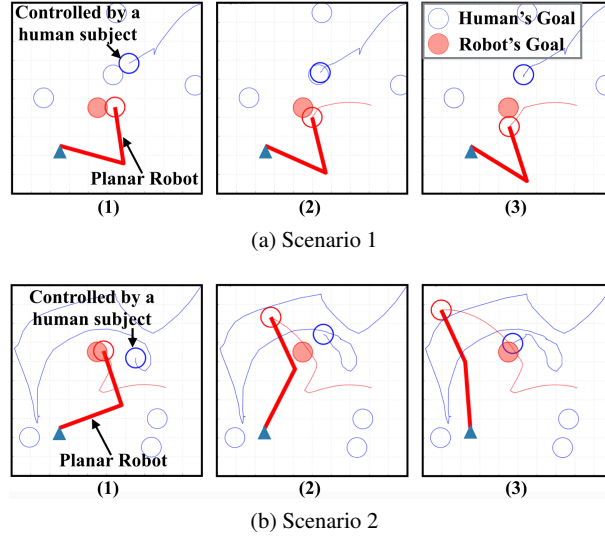 Controlled by a
human subject
Planar Robot
(1)
(2)
Human's Goal
Robot's Goal
(3)
(a) Scenario 1
Controlled by a
human subject
Planar Robot
(1)
(2)
(3)
(b) Scenario 2